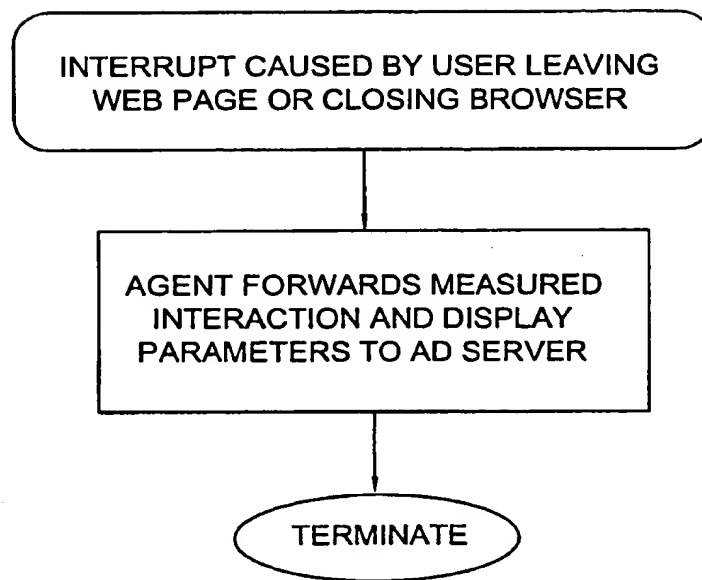 INTERRUPT CAUSED BY USER LEAVING
WEB PAGE OR CLOSING BROWSER
AGENT FORWARDS MEASURED
INTERACTION AND DISPLAY
PARAMETERS TO AD SERVER
TERMINATE